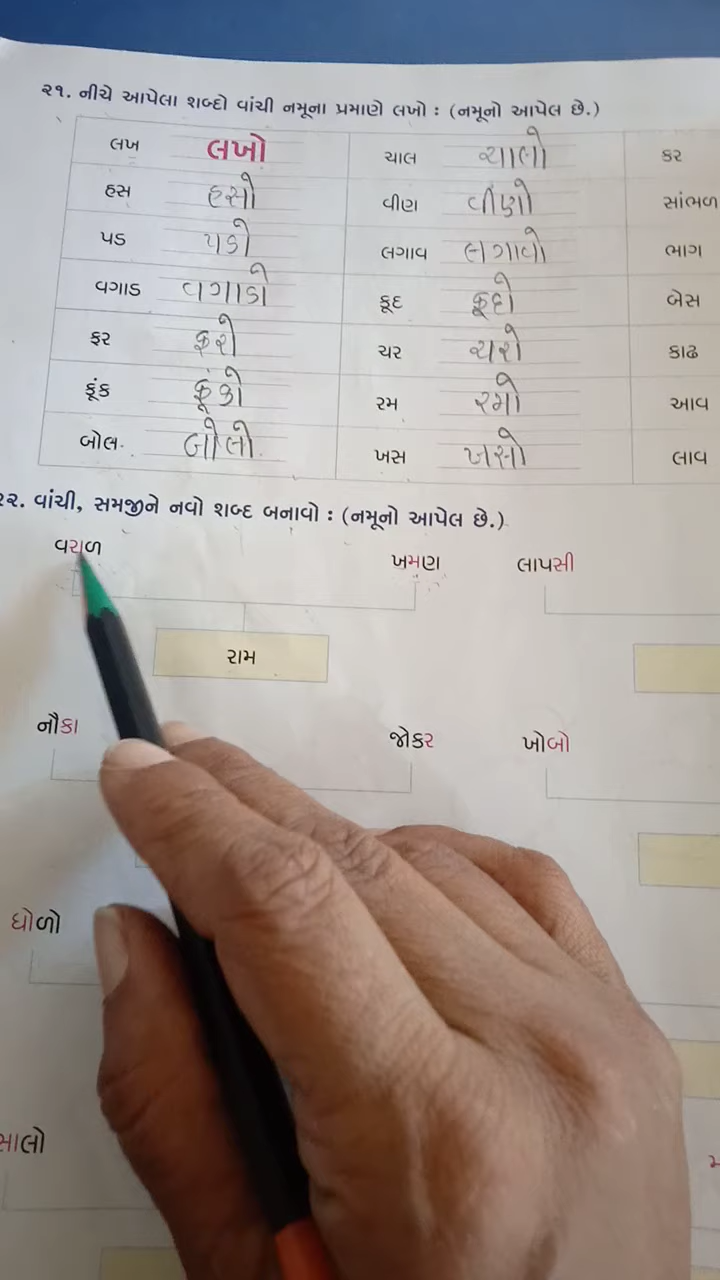 ૨૧. નીચે આપેલા શબ્દો વાંચી નમૂના પ્રમાણે લખો : (નમૂનો આપેલ છે.)
લખ લખો ચાલ ચાલો કર
હસ હસો વીણ વીણો સાંભળ
પડ પડો લગાવ લગાવો ભાગ
વગાડ વગાડો કૂદ કૂદો બેસ
ફર ફરો ચર ચરો કાઢ
ફૂંક ફૂંકો રમ રમો આવ
બોલ બોલો ખસ ખસો લાવ
૨૨. વાંચી, સમજીને નવો શબ્દ બનાવો : (નમૂનો આપેલ છે.)
વરાળ ખમણ લાપસી
રામ
નૌકા જોકર ખોબો
ધોળો
સાલો